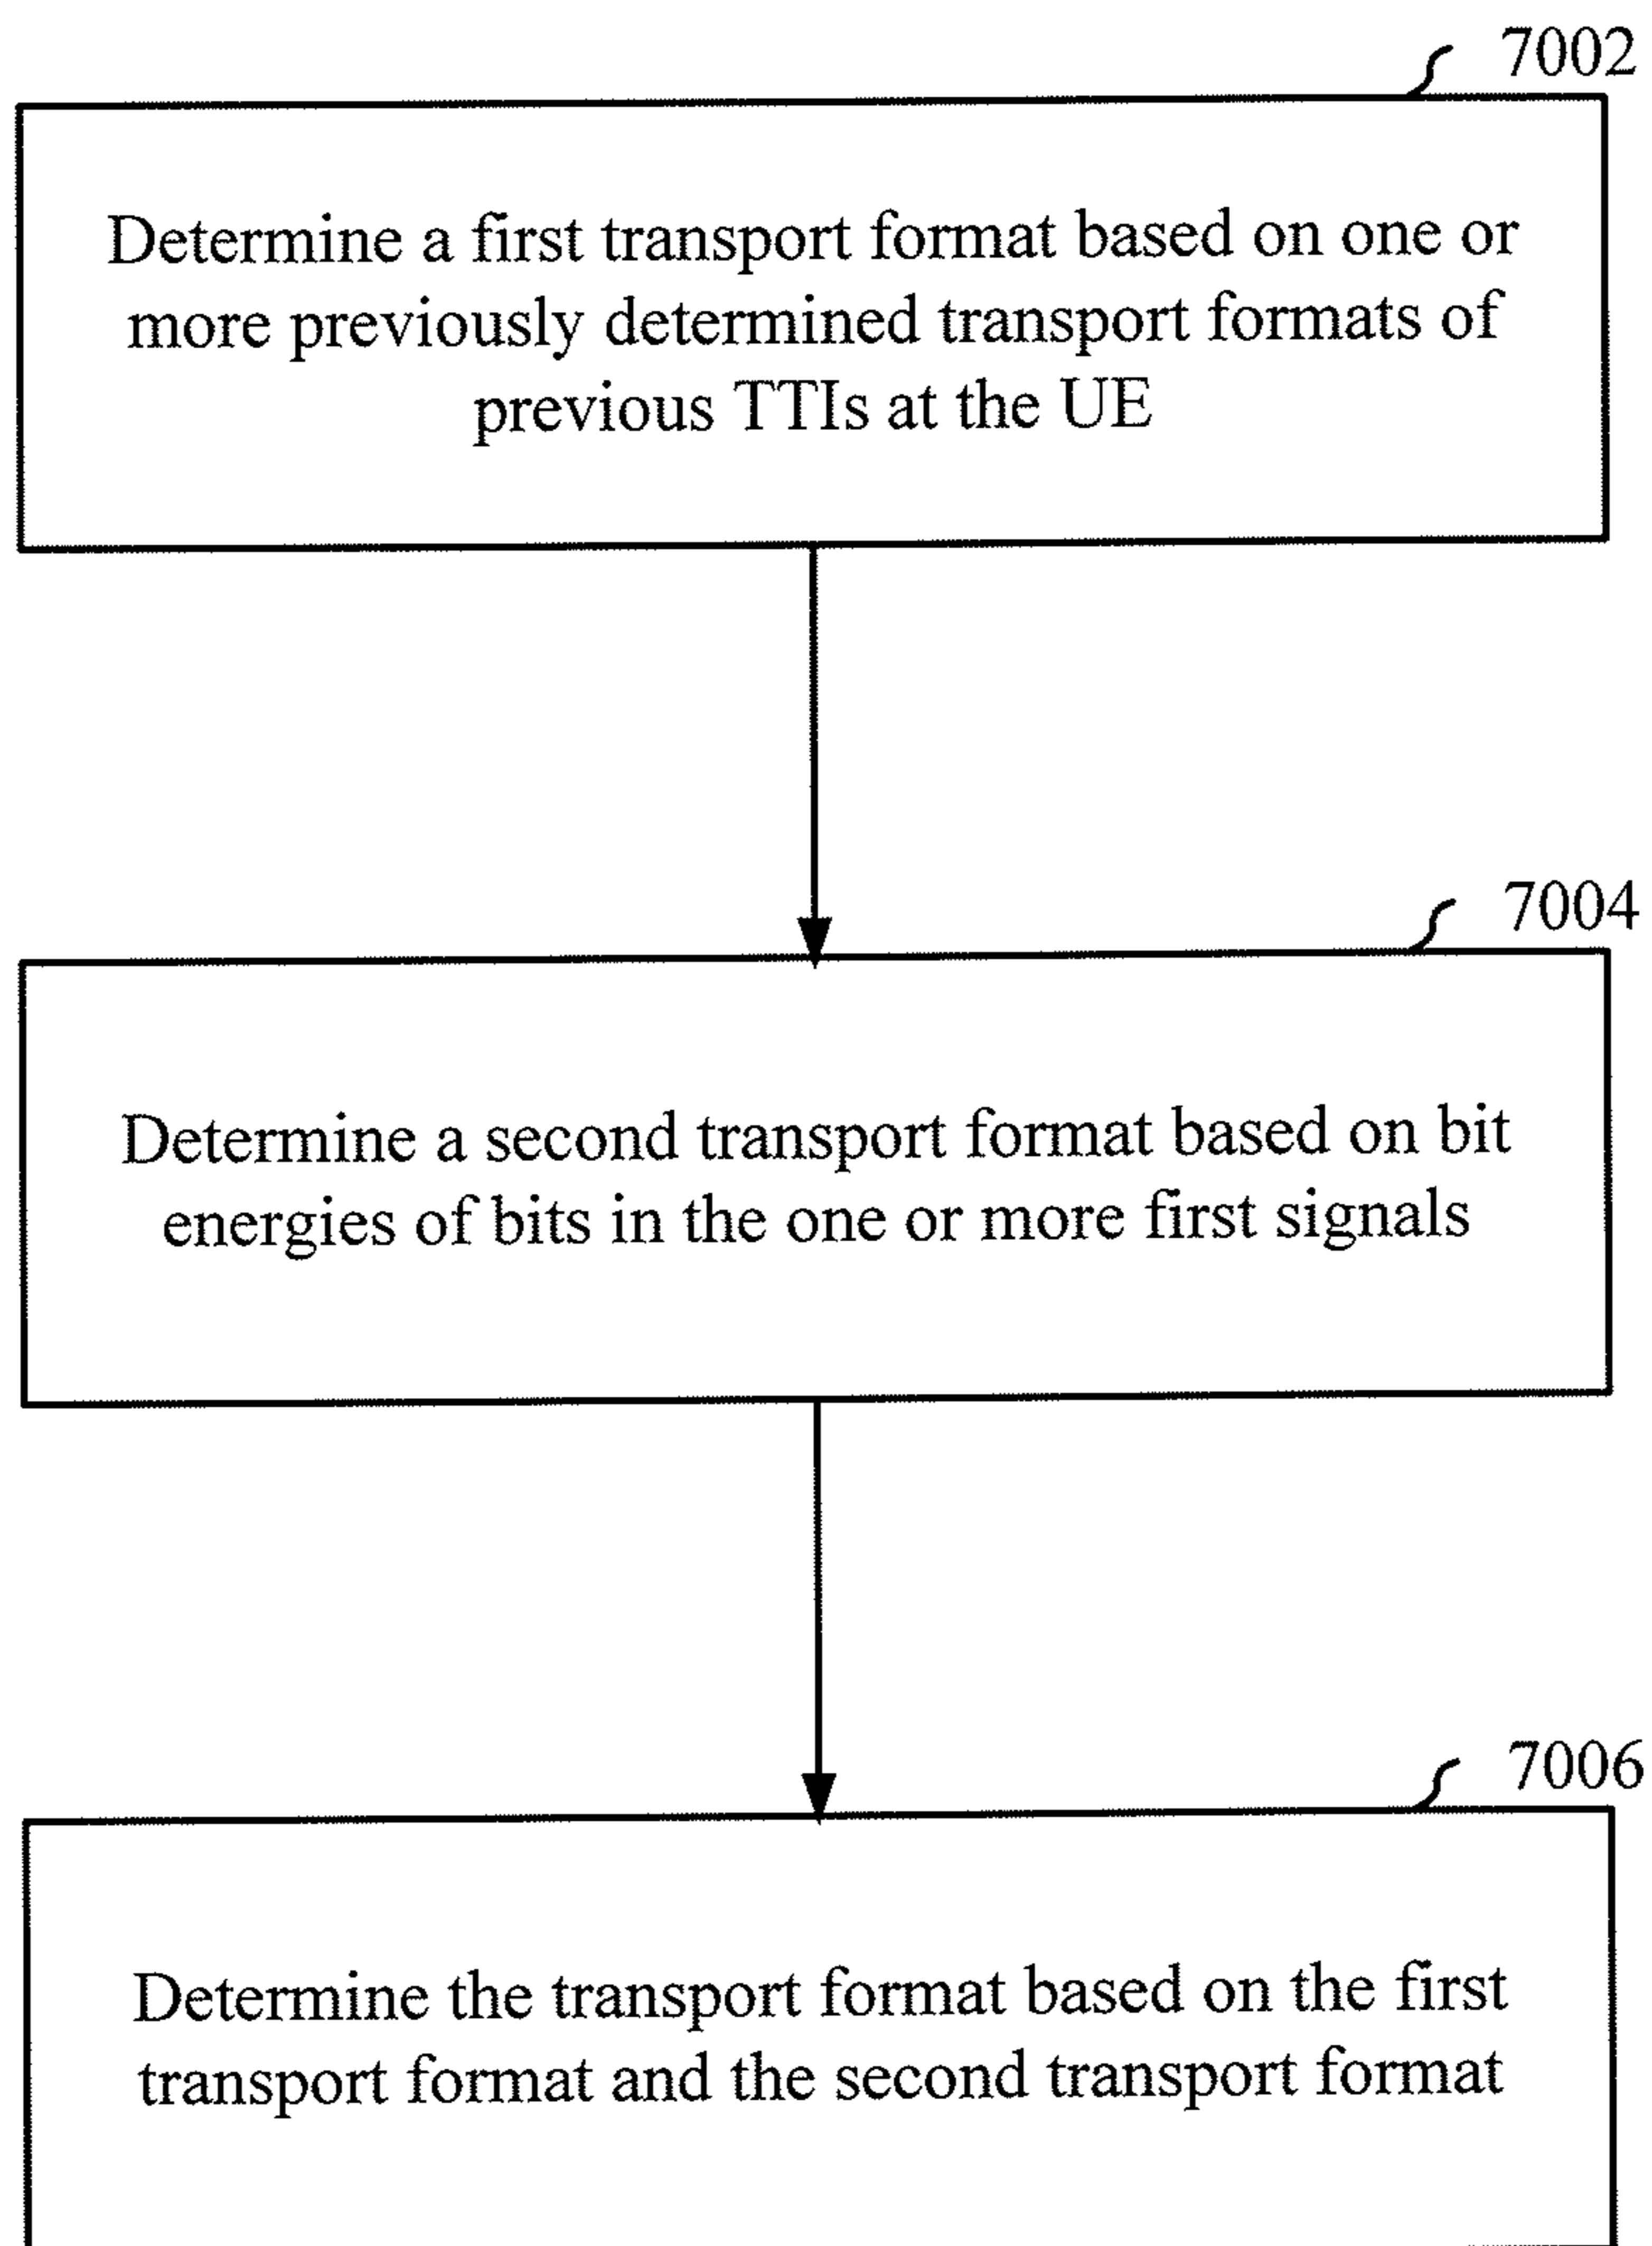 7002
Determine a first transport format based on one or
more previously determined transport formats of
previous TTIs at the UE
7004
Determine a second transport format based on bit
energies of bits in the one or more first signals
7006
Determine the transport format based on the first
transport format and the second transport format